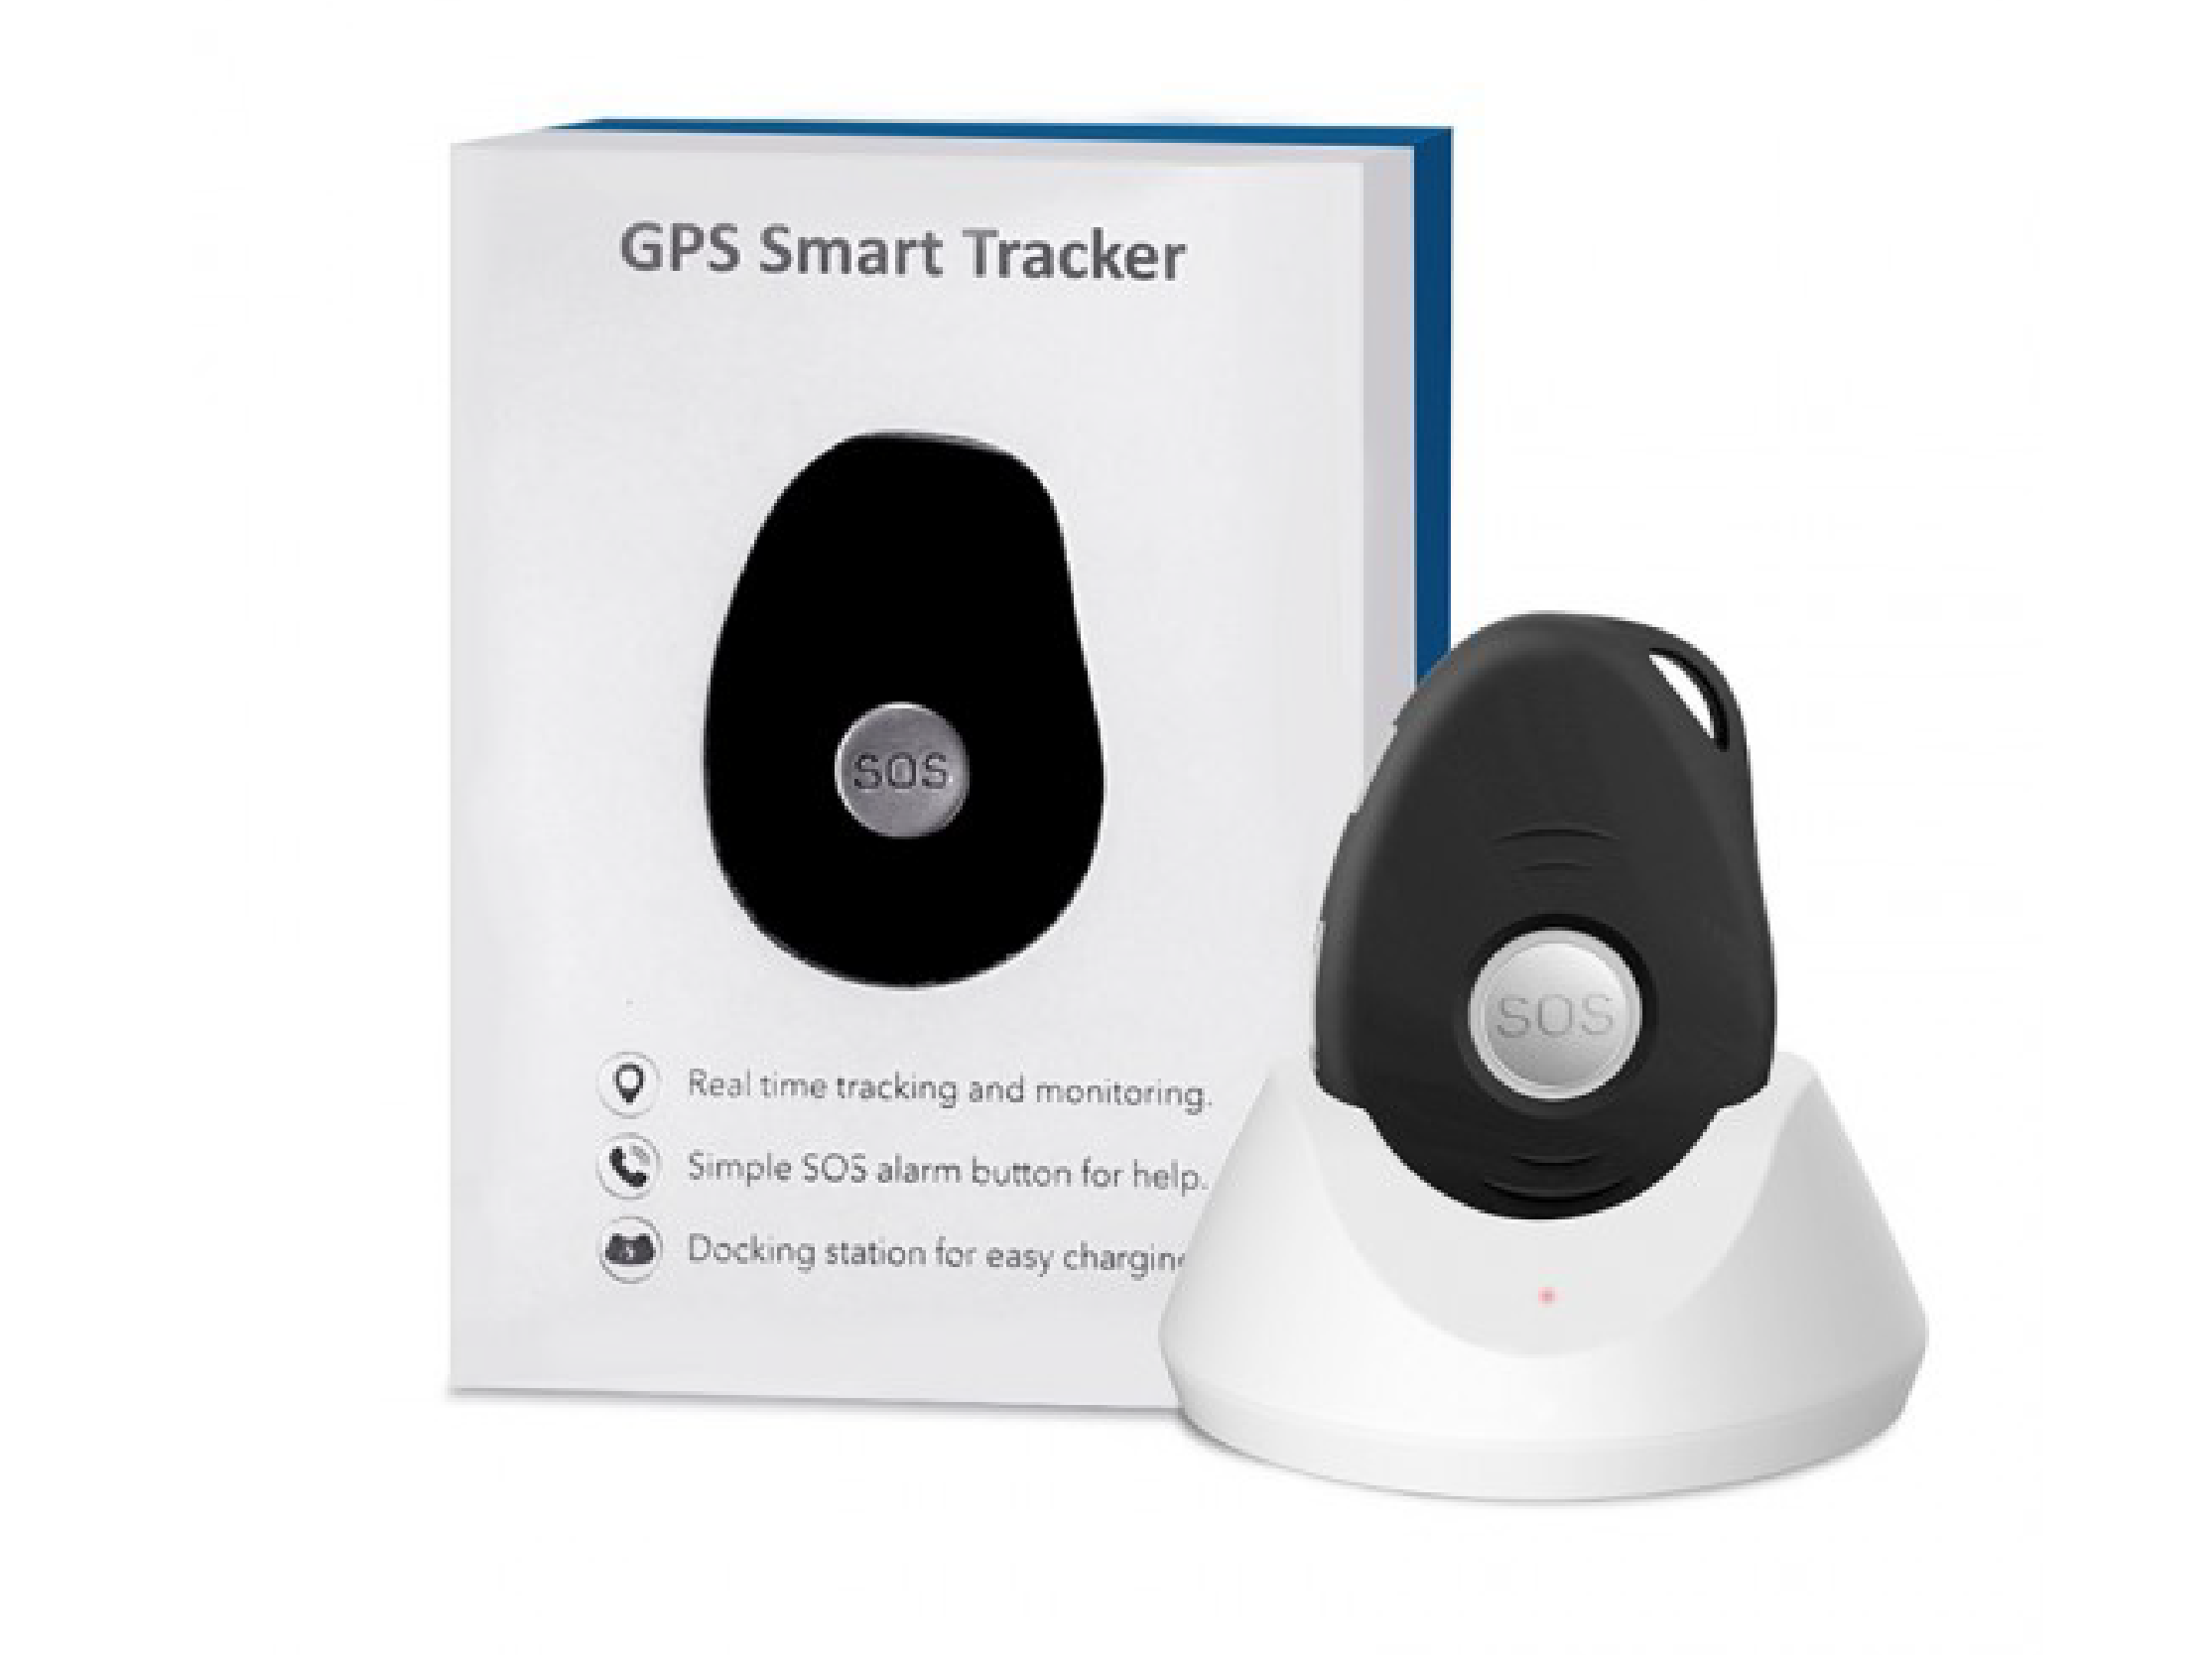 GPS Smart Tracker
SOS
SOS
Real time tracking and monitoring.
Simple SOS alarm button for help.
Docking station for easy charging